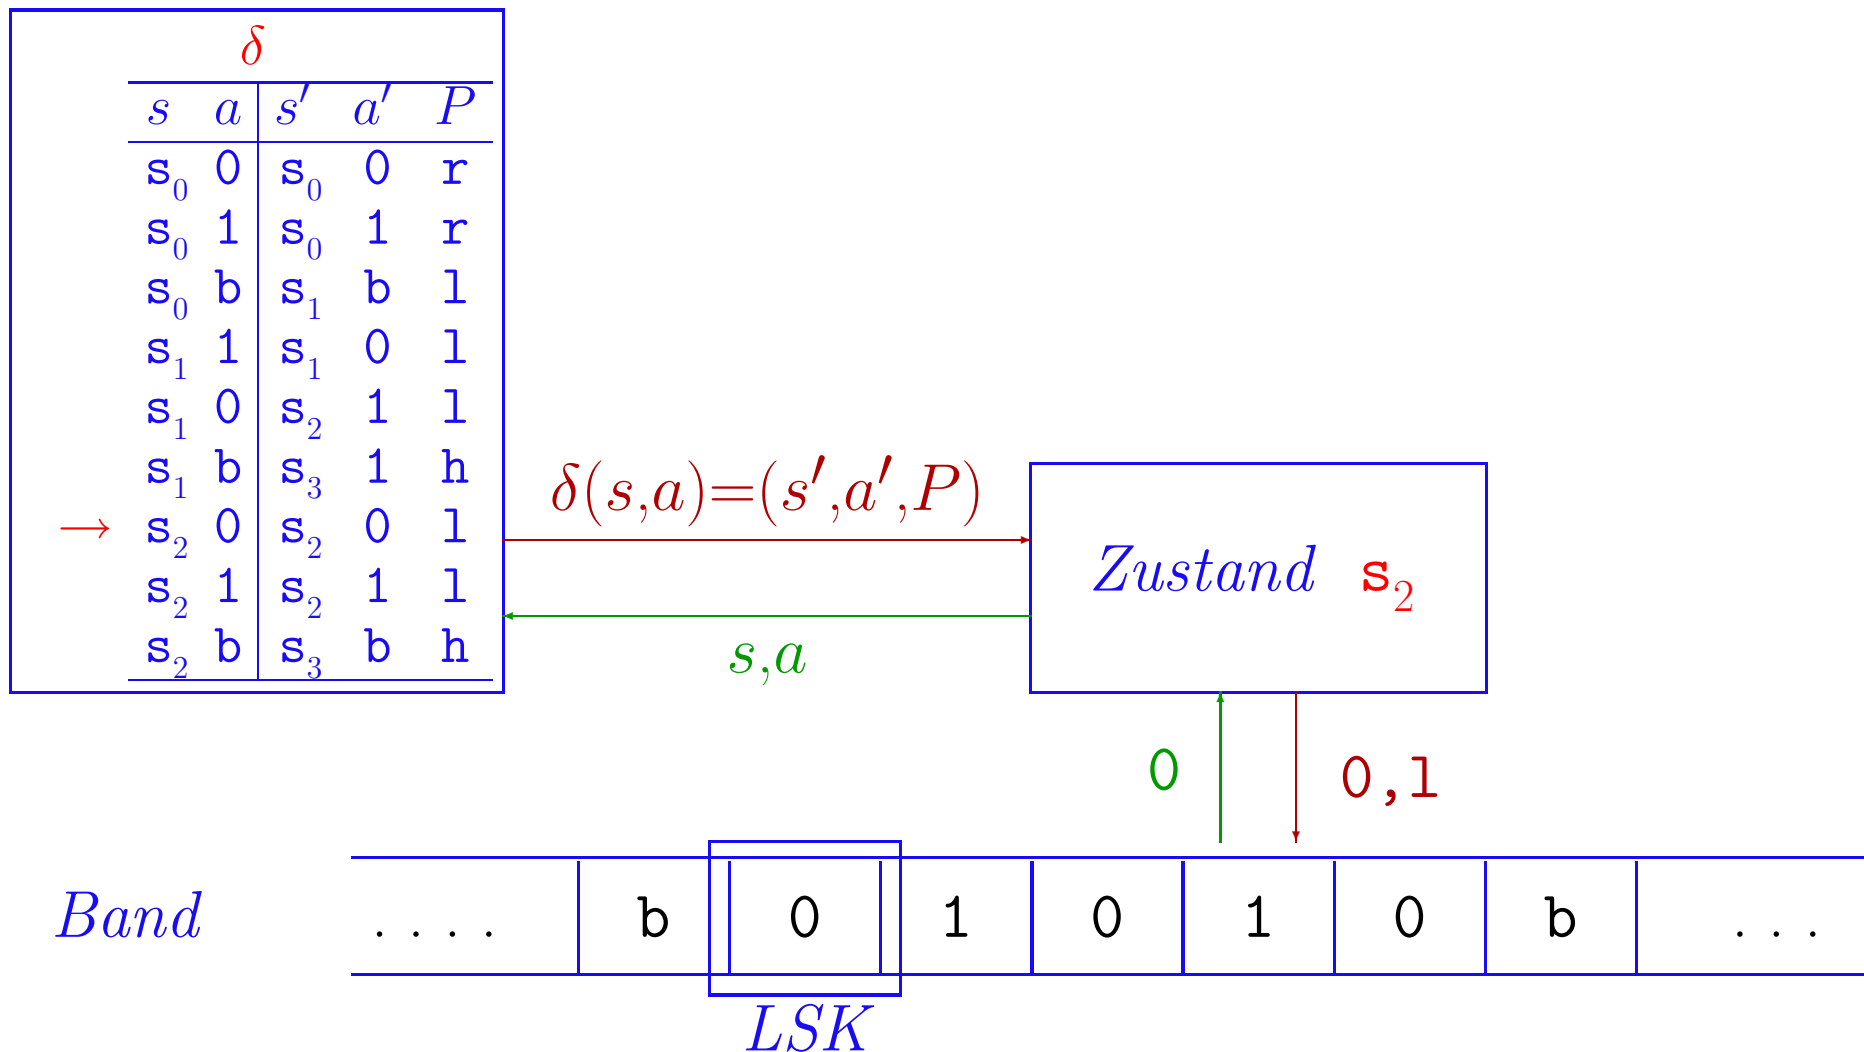 δ
s a s′ a′ P
s₀ 0 s₀ 0 r
s₀ 1 s₀ 1 r
s₀ b s₁ b l
s₁ 1 s₁ 0 l
s₁ 0 s₂ 1 l
s₁ b s₃ 1 h
→ s₂ 0 s₂ 0 l
s₂ 1 s₂ 1 l
s₂ b s₃ b h
δ(s,a)=(s′,a′,P)
s,a
Zustand s₂
0
0,l
Band . . . . b 0 1 0 1 0 b . . .
LSK